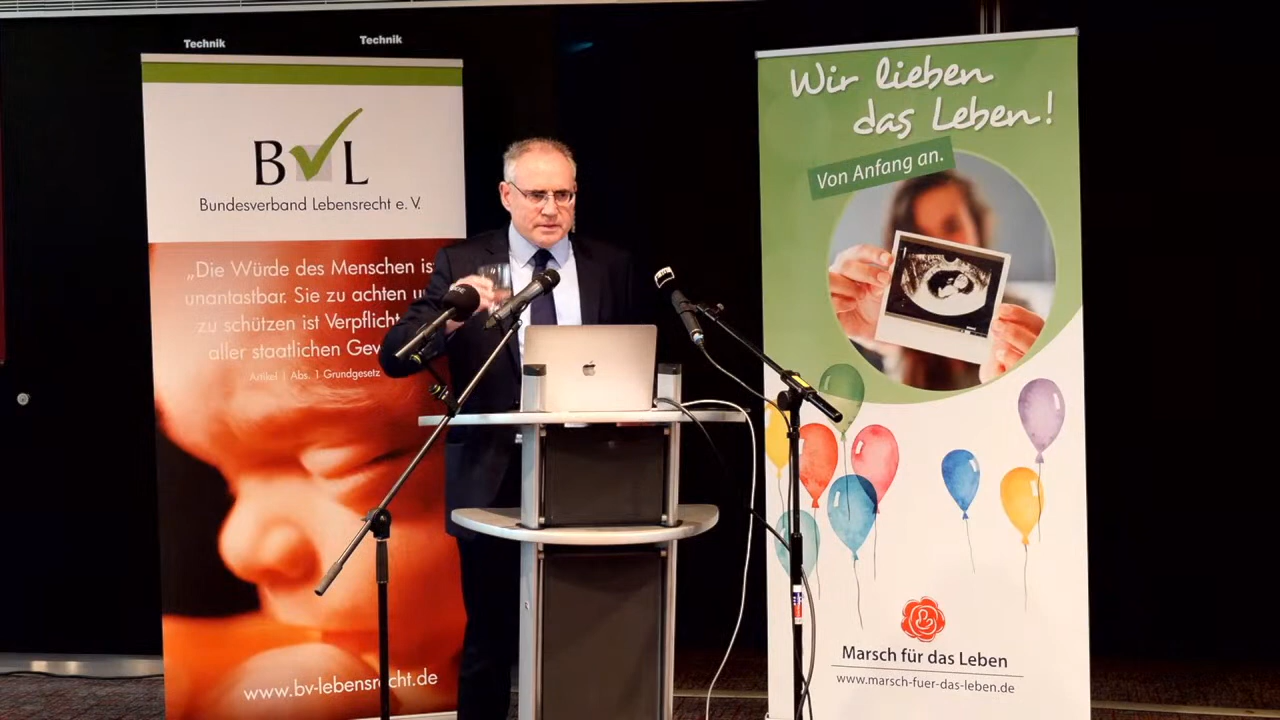 Technik
Technik
BVL
Bundesverband Lebensrecht e. V.
„Die Würde des Menschen is
unantastbar. Sie zu achten u
zu schützen ist Verpflicht
aller staatlichen Gew
Artikel 1 Abs. 1 Grundgesetz
www.bv-lebensrecht.de
Wir lieben
das Leben!
Von Anfang an.
Marsch für das Leben
www.marsch-fuer-das-leben.de